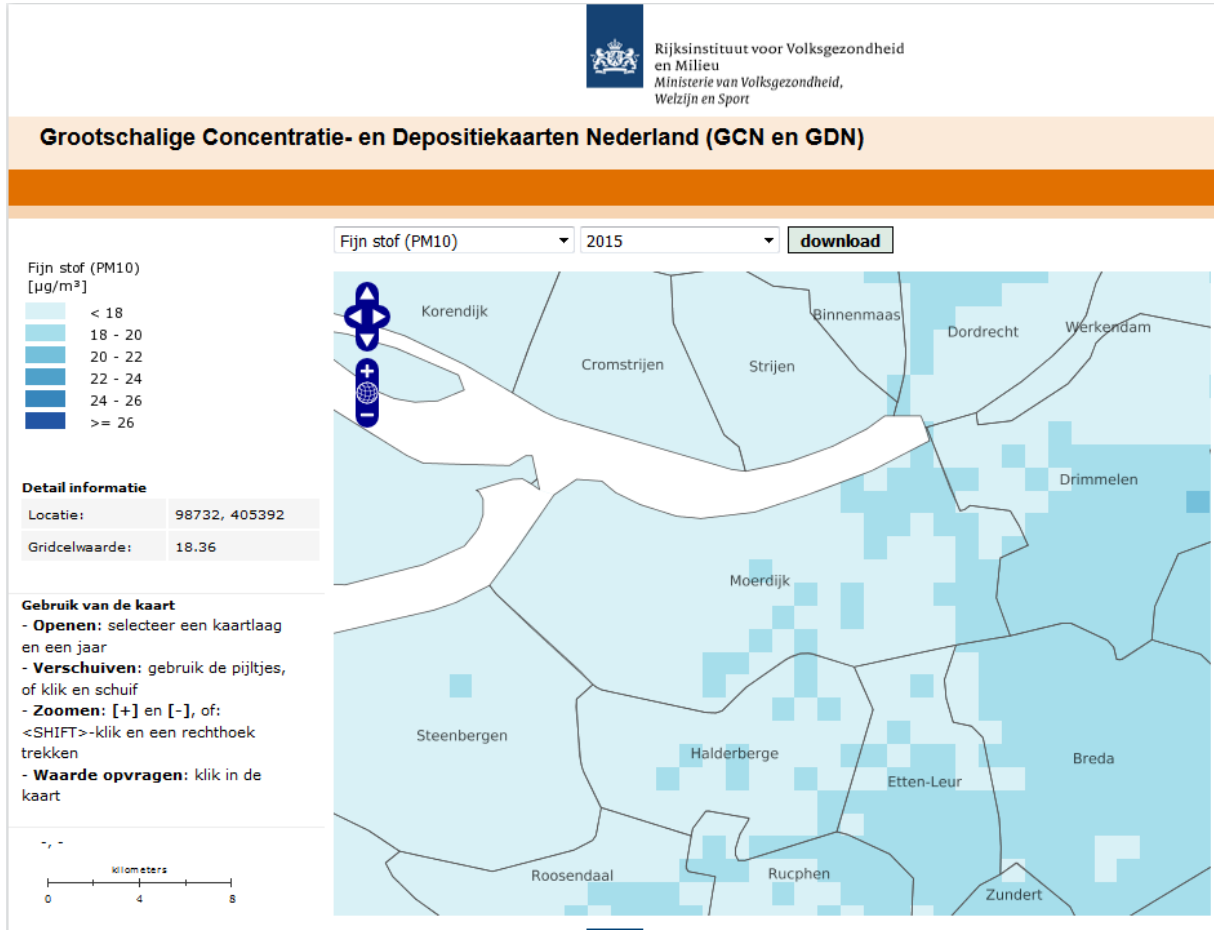 Rijksinstituut voor Volksgezondheid
en Milieu
Ministerie van Volksgezondheid,
Welzijn en Sport
Grootschalige Concentratie- en Depositiekaarten Nederland (GCN en GDN)
Fijn stof (PM10)
2015
download
Fijn stof (PM10)
[µg/m³]
< 18
18 - 20
20 - 22
22 - 24
24 - 26
>= 26
Detail informatie
Locatie: 98732, 405392
Gridcelwaarde: 18.36
Gebruik van de kaart
- Openen: selecteer een kaartlaag
en een jaar
- Verschuiven: gebruik de pijltjes,
of klik en schuif
- Zoomen: [+] en [-], of:
<SHIFT>-klik en een rechthoek
trekken
- Waarde opvragen: klik in de
kaart
-, -
kilometers
0 4 8
Korendijk
Binnenmaas
Dordrecht
Werkendam
Cromstrijen
Strijen
Drimmelen
Moerdijk
Steenbergen
Halderberge
Breda
Etten-Leur
Roosendaal
Rucphen
Zundert